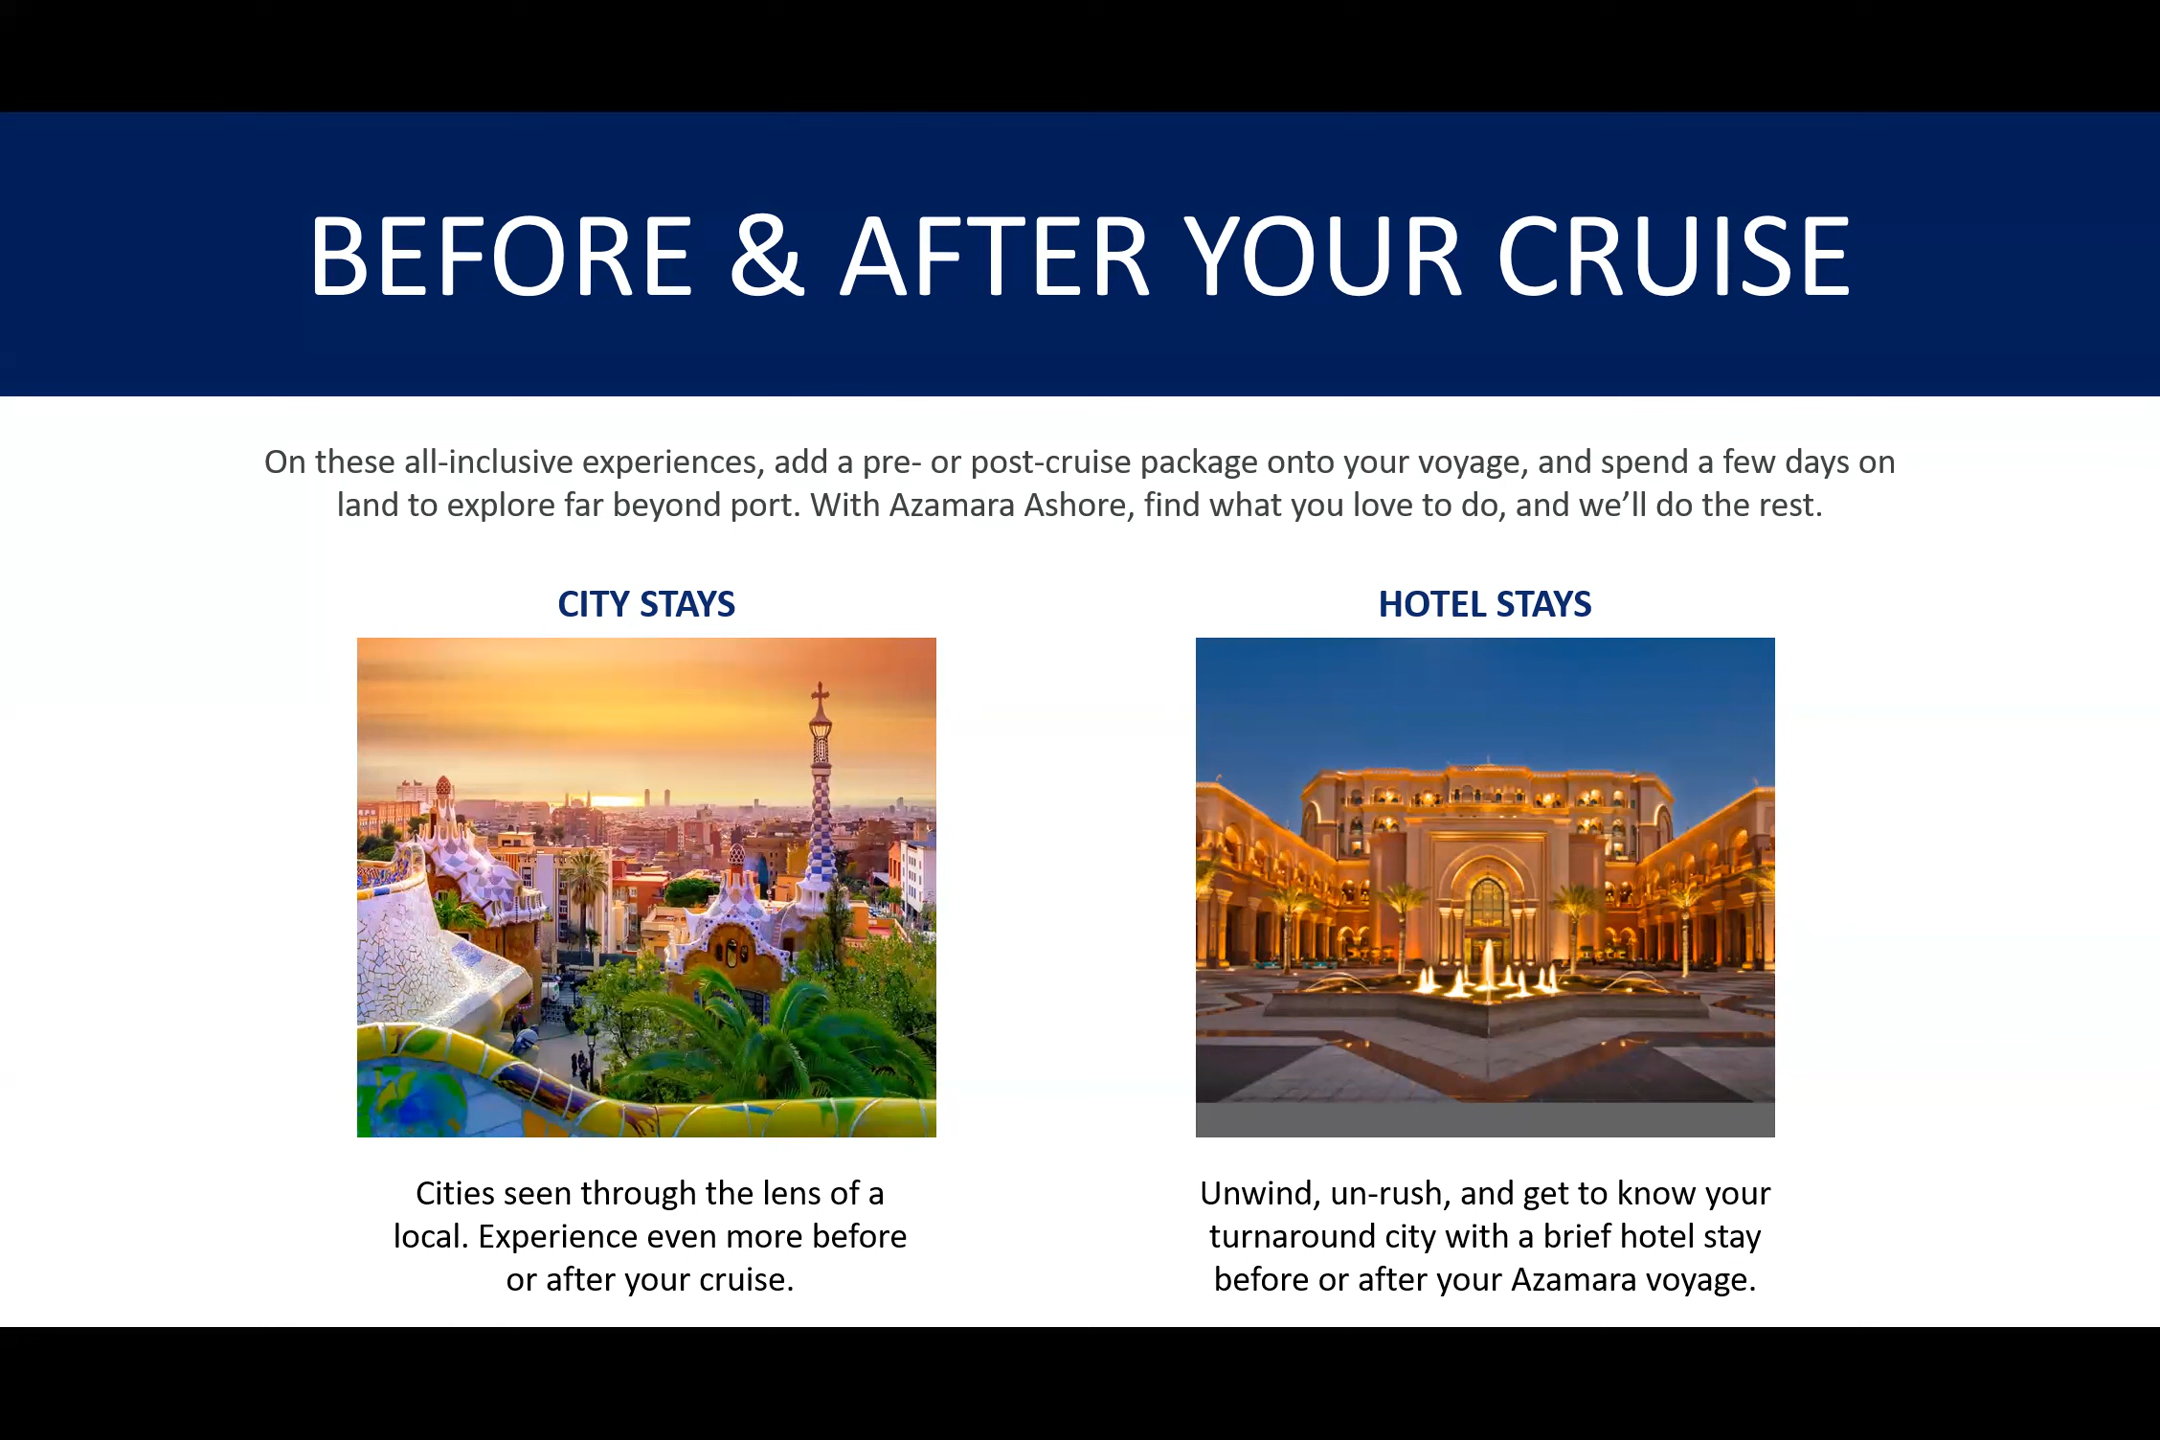 BEFORE & AFTER YOUR CRUISE
On these all-inclusive experiences, add a pre- or post-cruise package onto your voyage, and spend a few days on
land to explore far beyond port. With Azamara Ashore, find what you love to do, and we’ll do the rest.
CITY STAYS
Cities seen through the lens of a
local. Experience even more before
or after your cruise.
HOTEL STAYS
Unwind, un-rush, and get to know your
turnaround city with a brief hotel stay
before or after your Azamara voyage.